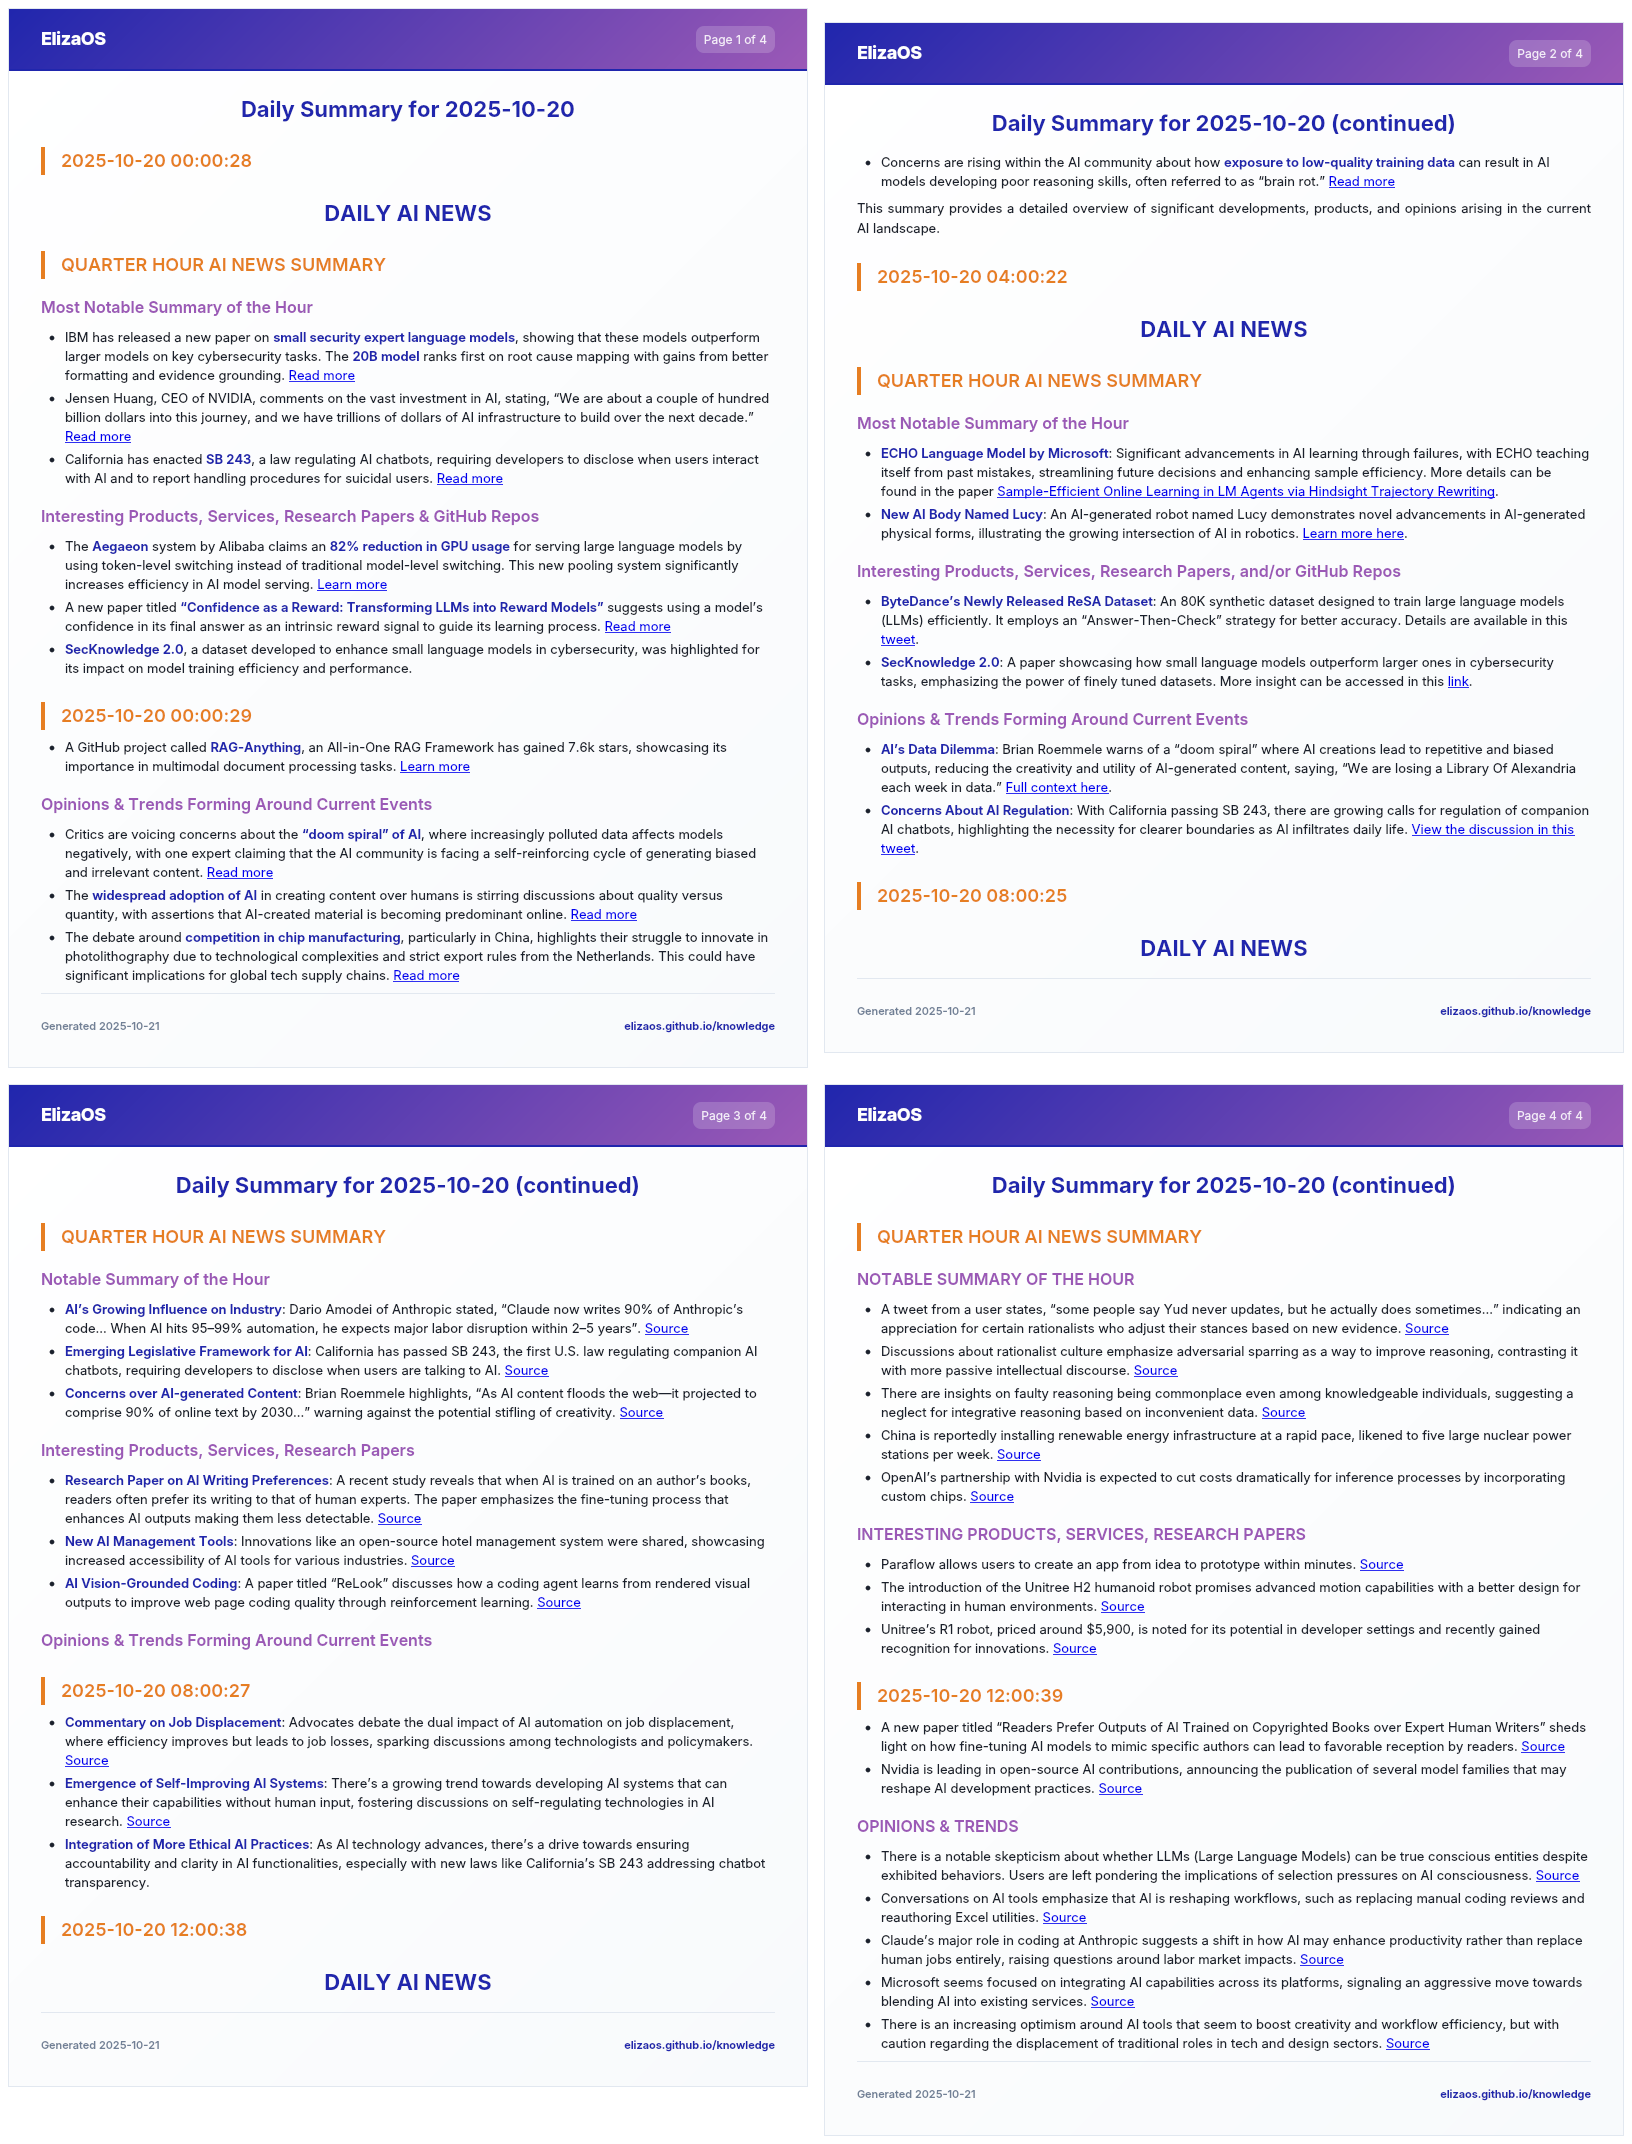 ElizaOS
Page 1 of 4
Daily Summary for 2025-10-20
2025-10-20 00:00:28
DAILY AI NEWS
QUARTER HOUR AI NEWS SUMMARY
Most Notable Summary of the Hour
• IBM has released a new paper on small security expert language models, showing that these models outperform
larger models on key cybersecurity tasks. The 20B model ranks first on root cause mapping with gains from better
formatting and evidence grounding. Read more
• Jensen Huang, CEO of NVIDIA, comments on the vast investment in AI, stating, “We are about a couple of hundred
billion dollars into this journey, and we have trillions of dollars of AI infrastructure to build over the next decade.”
Read more
• California has enacted SB 243, a law regulating AI chatbots, requiring developers to disclose when users interact
with AI and to report handling procedures for suicidal users. Read more
Interesting Products, Services, Research Papers & GitHub Repos
• The Aegaeon system by Alibaba claims an 82% reduction in GPU usage for serving large language models by
using token-level switching instead of traditional model-level switching. This new pooling system significantly
increases efficiency in AI model serving. Learn more
• A new paper titled “Confidence as a Reward: Transforming LLMs into Reward Models” suggests using a model’s
confidence in its final answer as an intrinsic reward signal to guide its learning process. Read more
• SecKnowledge 2.0, a dataset developed to enhance small language models in cybersecurity, was highlighted for
its impact on model training efficiency and performance.
2025-10-20 00:00:29
• A GitHub project called RAG-Anything, an All-in-One RAG Framework has gained 7.6k stars, showcasing its
importance in multimodal document processing tasks. Learn more
Opinions & Trends Forming Around Current Events
• Critics are voicing concerns about the “doom spiral” of AI, where increasingly polluted data affects models
negatively, with one expert claiming that the AI community is facing a self-reinforcing cycle of generating biased
and irrelevant content. Read more
• The widespread adoption of AI in creating content over humans is stirring discussions about quality versus
quantity, with assertions that AI-created material is becoming predominant online. Read more
• The debate around competition in chip manufacturing, particularly in China, highlights their struggle to innovate in
photolithography due to technological complexities and strict export rules from the Netherlands. This could have
significant implications for global tech supply chains. Read more
Generated 2025-10-21
elizaos.github.io/knowledge
ElizaOS
Page 2 of 4
Daily Summary for 2025-10-20 (continued)
• Concerns are rising within the AI community about how exposure to low-quality training data can result in AI
models developing poor reasoning skills, often referred to as “brain rot.” Read more
This summary provides a detailed overview of significant developments, products, and opinions arising in the current
AI landscape.
2025-10-20 04:00:22
DAILY AI NEWS
QUARTER HOUR AI NEWS SUMMARY
Most Notable Summary of the Hour
• ECHO Language Model by Microsoft: Significant advancements in AI learning through failures, with ECHO teaching
itself from past mistakes, streamlining future decisions and enhancing sample efficiency. More details can be
found in the paper Sample-Efficient Online Learning in LM Agents via Hindsight Trajectory Rewriting.
• New AI Body Named Lucy: An AI-generated robot named Lucy demonstrates novel advancements in AI-generated
physical forms, illustrating the growing intersection of AI in robotics. Learn more here.
Interesting Products, Services, Research Papers, and/or GitHub Repos
• ByteDance’s Newly Released ReSA Dataset: An 80K synthetic dataset designed to train large language models
(LLMs) efficiently. It employs an “Answer-Then-Check” strategy for better accuracy. Details are available in this
tweet.
• SecKnowledge 2.0: A paper showcasing how small language models outperform larger ones in cybersecurity
tasks, emphasizing the power of finely tuned datasets. More insight can be accessed in this link.
Opinions & Trends Forming Around Current Events
• AI’s Data Dilemma: Brian Roemmele warns of a “doom spiral” where AI creations lead to repetitive and biased
outputs, reducing the creativity and utility of AI-generated content, saying, “We are losing a Library Of Alexandria
each week in data.” Full context here.
• Concerns About AI Regulation: With California passing SB 243, there are growing calls for regulation of companion
AI chatbots, highlighting the necessity for clearer boundaries as AI infiltrates daily life. View the discussion in this
tweet.
2025-10-20 08:00:25
DAILY AI NEWS
Generated 2025-10-21
elizaos.github.io/knowledge
ElizaOS
Page 3 of 4
Daily Summary for 2025-10-20 (continued)
QUARTER HOUR AI NEWS SUMMARY
Notable Summary of the Hour
• AI’s Growing Influence on Industry: Dario Amodei of Anthropic stated, “Claude now writes 90% of Anthropic’s
code... When AI hits 95–99% automation, he expects major labor disruption within 2–5 years”. Source
• Emerging Legislative Framework for AI: California has passed SB 243, the first U.S. law regulating companion AI
chatbots, requiring developers to disclose when users are talking to AI. Source
• Concerns over AI-generated Content: Brian Roemmele highlights, “As AI content floods the web—it projected to
comprise 90% of online text by 2030...” warning against the potential stifling of creativity. Source
Interesting Products, Services, Research Papers
• Research Paper on AI Writing Preferences: A recent study reveals that when AI is trained on an author’s books,
readers often prefer its writing to that of human experts. The paper emphasizes the fine-tuning process that
enhances AI outputs making them less detectable. Source
• New AI Management Tools: Innovations like an open-source hotel management system were shared, showcasing
increased accessibility of AI tools for various industries. Source
• AI Vision-Grounded Coding: A paper titled “ReLook” discusses how a coding agent learns from rendered visual
outputs to improve web page coding quality through reinforcement learning. Source
Opinions & Trends Forming Around Current Events
2025-10-20 08:00:27
• Commentary on Job Displacement: Advocates debate the dual impact of AI automation on job displacement,
where efficiency improves but leads to job losses, sparking discussions among technologists and policymakers.
Source
• Emergence of Self-Improving AI Systems: There’s a growing trend towards developing AI systems that can
enhance their capabilities without human input, fostering discussions on self-regulating technologies in AI
research. Source
• Integration of More Ethical AI Practices: As AI technology advances, there’s a drive towards ensuring
accountability and clarity in AI functionalities, especially with new laws like California’s SB 243 addressing chatbot
transparency.
2025-10-20 12:00:38
DAILY AI NEWS
Generated 2025-10-21
elizaos.github.io/knowledge
ElizaOS
Page 4 of 4
Daily Summary for 2025-10-20 (continued)
QUARTER HOUR AI NEWS SUMMARY
NOTABLE SUMMARY OF THE HOUR
• A tweet from a user states, “some people say Yud never updates, but he actually does sometimes...” indicating an
appreciation for certain rationalists who adjust their stances based on new evidence. Source
• Discussions about rationalist culture emphasize adversarial sparring as a way to improve reasoning, contrasting it
with more passive intellectual discourse. Source
• There are insights on faulty reasoning being commonplace even among knowledgeable individuals, suggesting a
neglect for integrative reasoning based on inconvenient data. Source
• China is reportedly installing renewable energy infrastructure at a rapid pace, likened to five large nuclear power
stations per week. Source
• OpenAI’s partnership with Nvidia is expected to cut costs dramatically for inference processes by incorporating
custom chips. Source
INTERESTING PRODUCTS, SERVICES, RESEARCH PAPERS
• Paraflow allows users to create an app from idea to prototype within minutes. Source
• The introduction of the Unitree H2 humanoid robot promises advanced motion capabilities with a better design for
interacting in human environments. Source
• Unitree’s R1 robot, priced around $5,900, is noted for its potential in developer settings and recently gained
recognition for innovations. Source
2025-10-20 12:00:39
• A new paper titled “Readers Prefer Outputs of AI Trained on Copyrighted Books over Expert Human Writers” sheds
light on how fine-tuning AI models to mimic specific authors can lead to favorable reception by readers. Source
• Nvidia is leading in open-source AI contributions, announcing the publication of several model families that may
reshape AI development practices. Source
OPINIONS & TRENDS
• There is a notable skepticism about whether LLMs (Large Language Models) can be true conscious entities despite
exhibited behaviors. Users are left pondering the implications of selection pressures on AI consciousness. Source
• Conversations on AI tools emphasize that AI is reshaping workflows, such as replacing manual coding reviews and
reauthoring Excel utilities. Source
• Claude’s major role in coding at Anthropic suggests a shift in how AI may enhance productivity rather than replace
human jobs entirely, raising questions around labor market impacts. Source
• Microsoft seems focused on integrating AI capabilities across its platforms, signaling an aggressive move towards
blending AI into existing services. Source
• There is an increasing optimism around AI tools that seem to boost creativity and workflow efficiency, but with
caution regarding the displacement of traditional roles in tech and design sectors. Source
Generated 2025-10-21
elizaos.github.io/knowledge